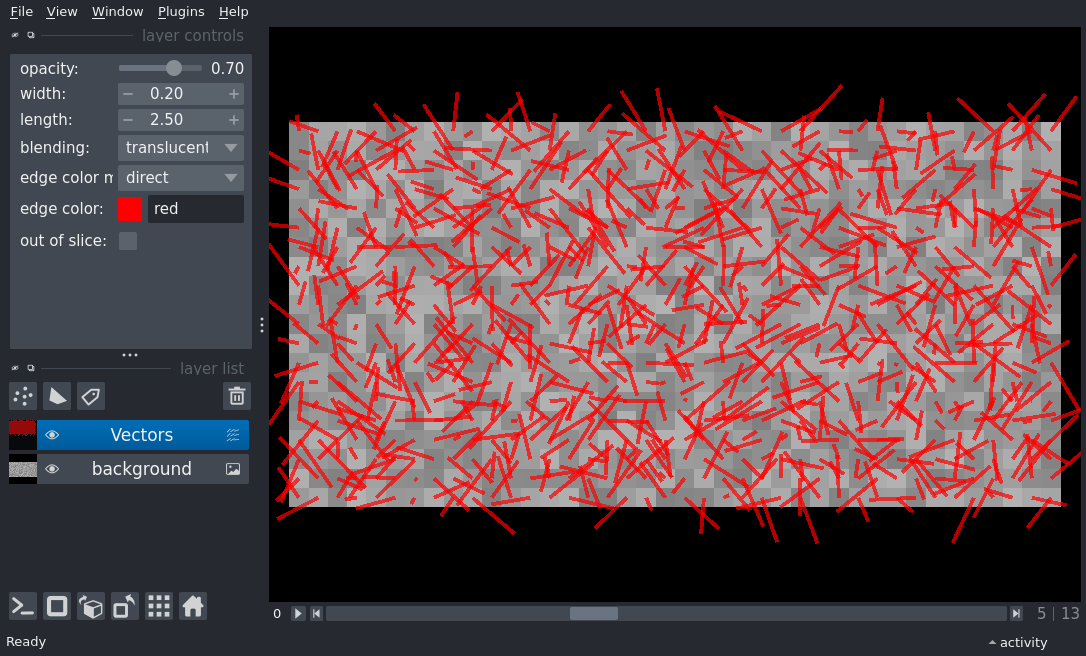 File View Window Plugins Help
layer controls
opacity: 0.70
width: − 0.20 +
length: − 2.50 +
blending: translucent
edge color m direct
edge color: red
out of slice:
layer list
Vectors
background
0 5 | 13
Ready activity